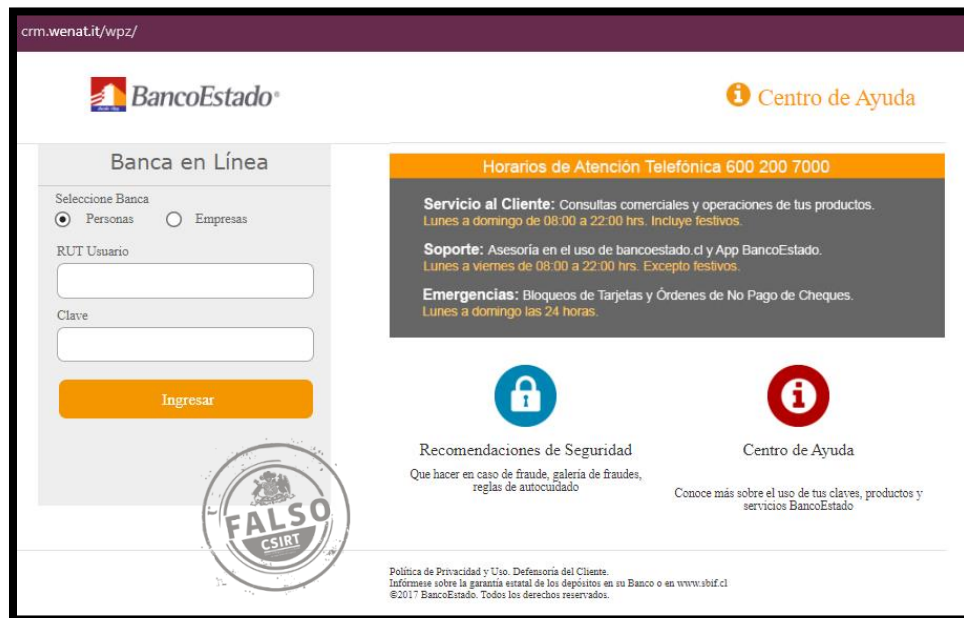 crm.wenat.it/wpz/
BancoEstado
Centro de Ayuda
Banca en Línea
Seleccione Banca
Personas Empresas
RUT Usuario
Clave
Ingresar
Horarios de Atención Telefónica 600 200 7000
Servicio al Cliente: Consultas comerciales y operaciones de tus productos.
Lunes a domingo de 08:00 a 22:00 hrs. Incluye festivos.
Soporte: Asesoría en el uso de bancoestado.cl y App BancoEstado.
Lunes a viernes de 08:00 a 22:00 hrs. Excepto festivos.
Emergencias: Bloqueos de Tarjetas y Órdenes de No Pago de Cheques.
Lunes a domingo las 24 horas.
Recomendaciones de Seguridad
Que hacer en caso de fraude, galería de fraudes,
reglas de autocuidado
Centro de Ayuda
Conoce más sobre el uso de tus claves, productos y
servicios BancoEstado
FALSO
CSIRT
Política de Privacidad y Uso. Defensoría del Cliente.
Infórmese sobre la garantía estatal de los depósitos en su Banco o en www.sbif.cl
©2017 BancoEstado. Todos los derechos reservados.